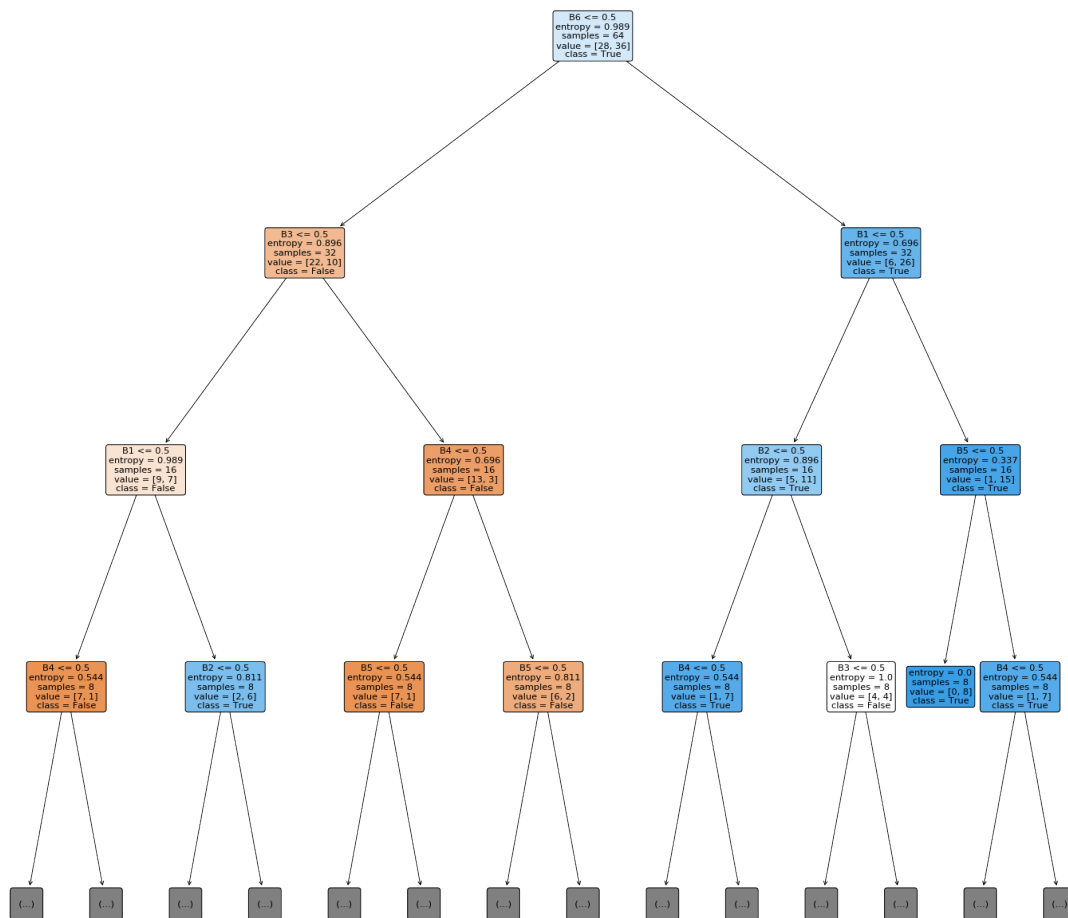 B6 <= 0.5
entropy = 0.989
samples = 64
value = [28, 36]
class = True
B3 <= 0.5
entropy = 0.896
samples = 32
value = [22, 10]
class = False
B1 <= 0.5
entropy = 0.696
samples = 32
value = [6, 26]
class = True
B1 <= 0.5
entropy = 0.989
samples = 16
value = [9, 7]
class = False
B4 <= 0.5
entropy = 0.696
samples = 16
value = [13, 3]
class = False
B2 <= 0.5
entropy = 0.896
samples = 16
value = [5, 11]
class = True
B5 <= 0.5
entropy = 0.337
samples = 16
value = [1, 15]
class = True
B4 <= 0.5
entropy = 0.544
samples = 8
value = [7, 1]
class = False
B2 <= 0.5
entropy = 0.811
samples = 8
value = [2, 6]
class = True
B5 <= 0.5
entropy = 0.544
samples = 8
value = [7, 1]
class = False
B5 <= 0.5
entropy = 0.811
samples = 8
value = [6, 2]
class = False
B4 <= 0.5
entropy = 0.544
samples = 8
value = [1, 7]
class = True
B3 <= 0.5
entropy = 1.0
samples = 8
value = [4, 4]
class = False
entropy = 0.0
samples = 8
value = [0, 8]
class = True
B4 <= 0.5
entropy = 0.544
samples = 8
value = [1, 7]
class = True
(...)
(...)
(...)
(...)
(...)
(...)
(...)
(...)
(...)
(...)
(...)
(...)
(...)
(...)